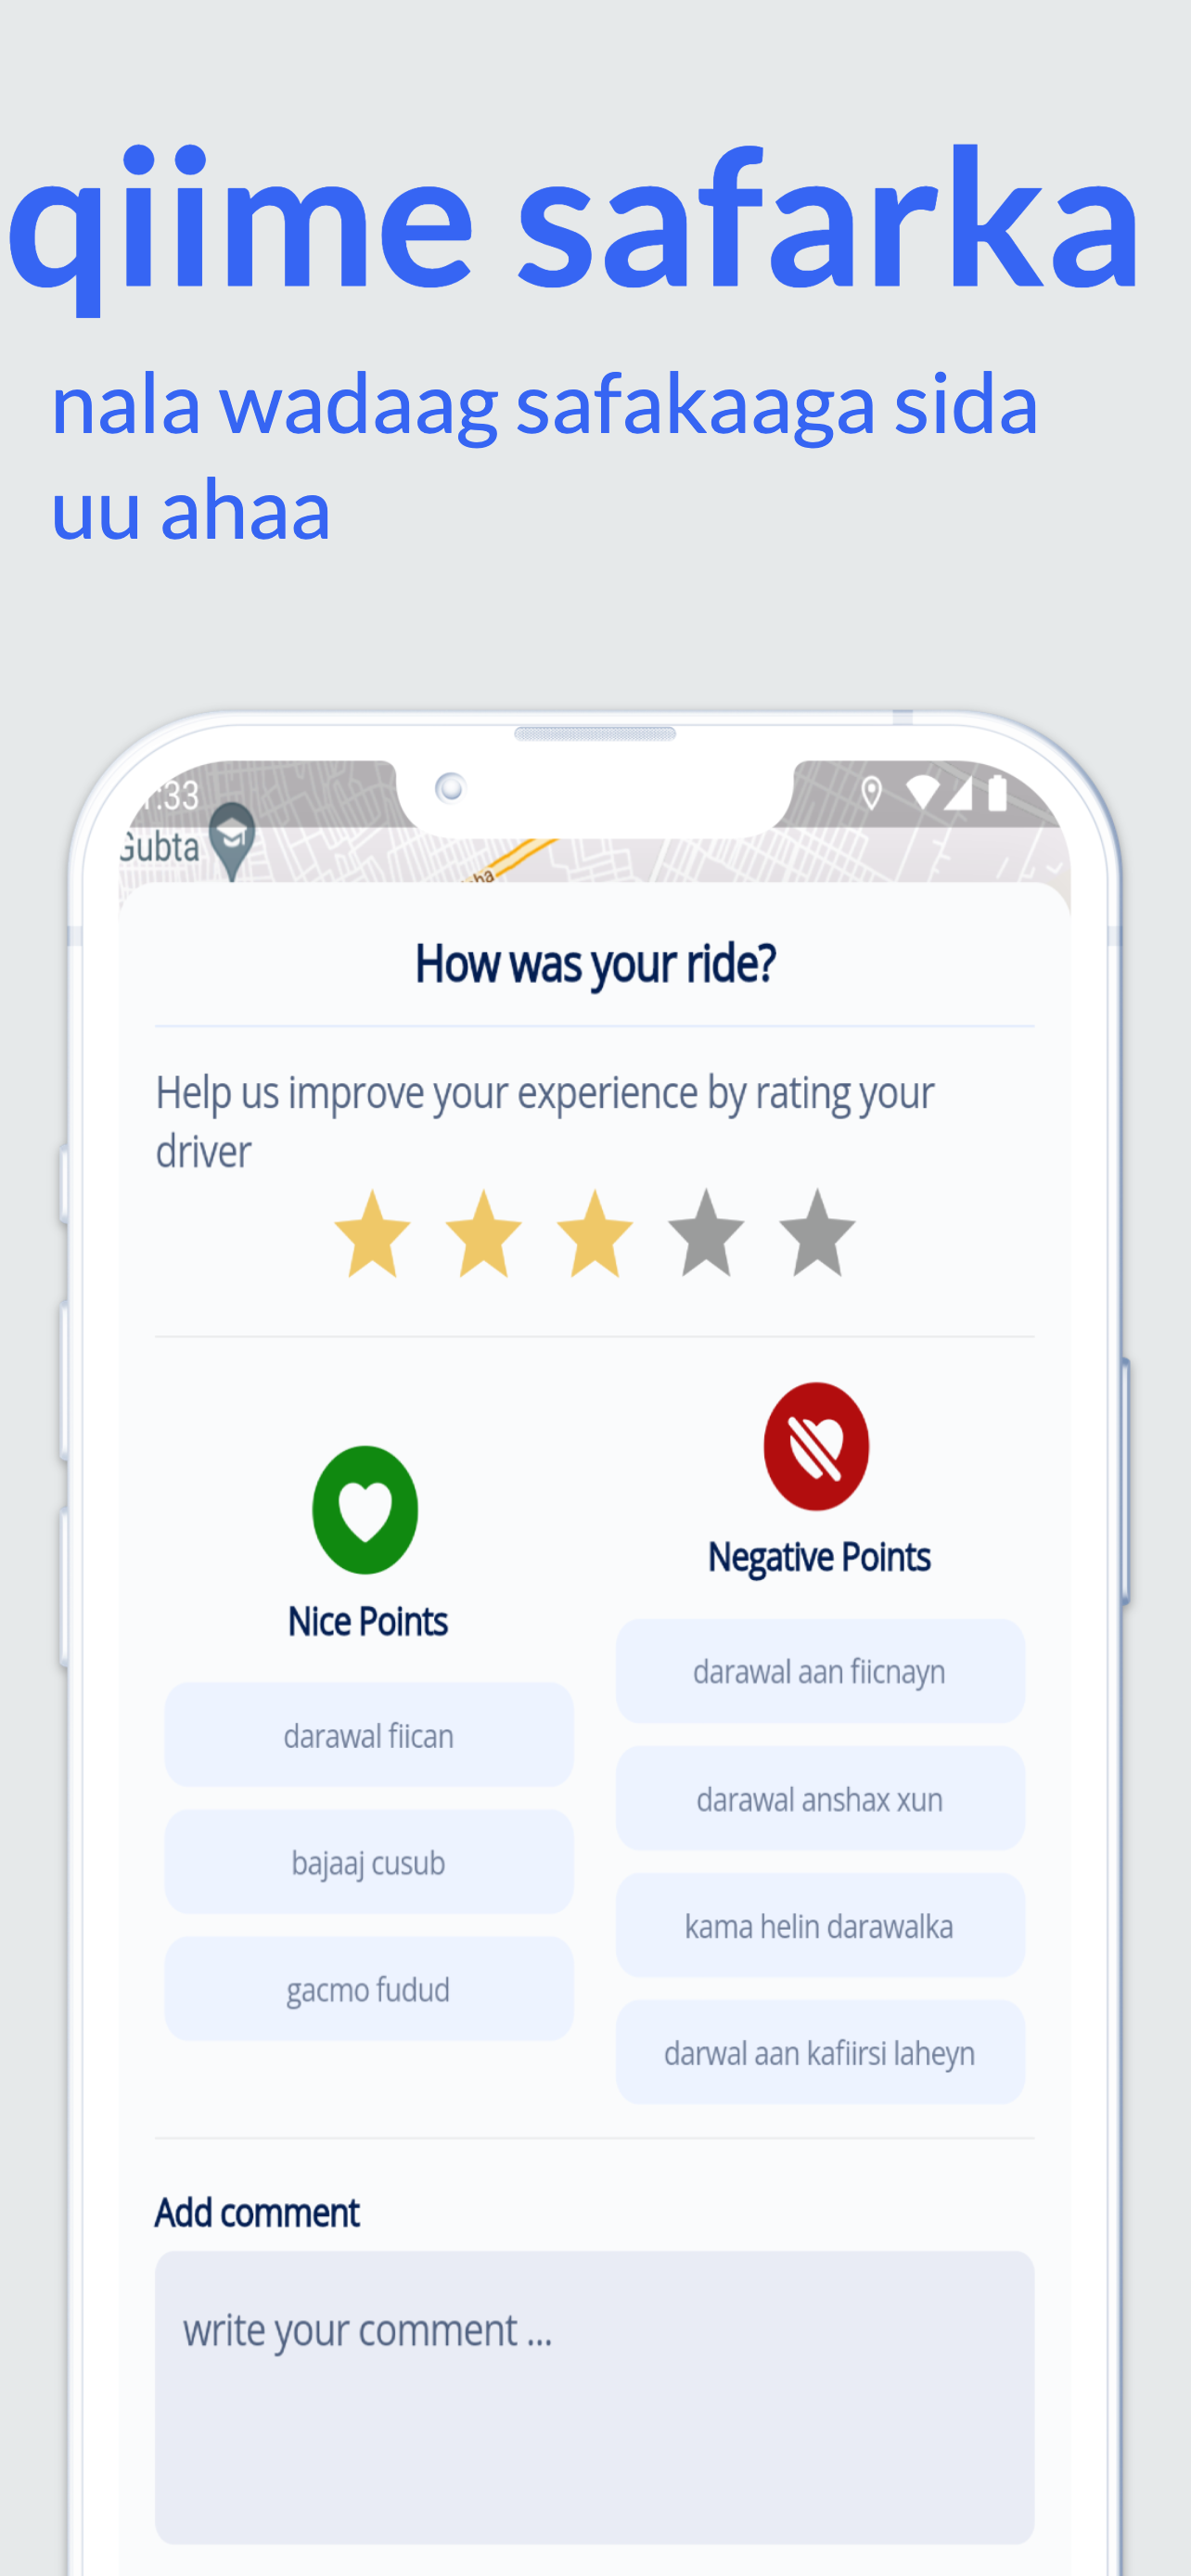 qiime safarka
nala wadaag safakaaga sida
uu ahaa
:33
Gubta
How was your ride?
Help us improve your experience by rating your
driver
Nice Points
darawal fiican
bajaaj cusub
gacmo fudud
Negative Points
darawal aan fiicnayn
darawal anshax xun
kama helin darawalka
darwal aan kafiirsi laheyn
Add comment
write your comment ...